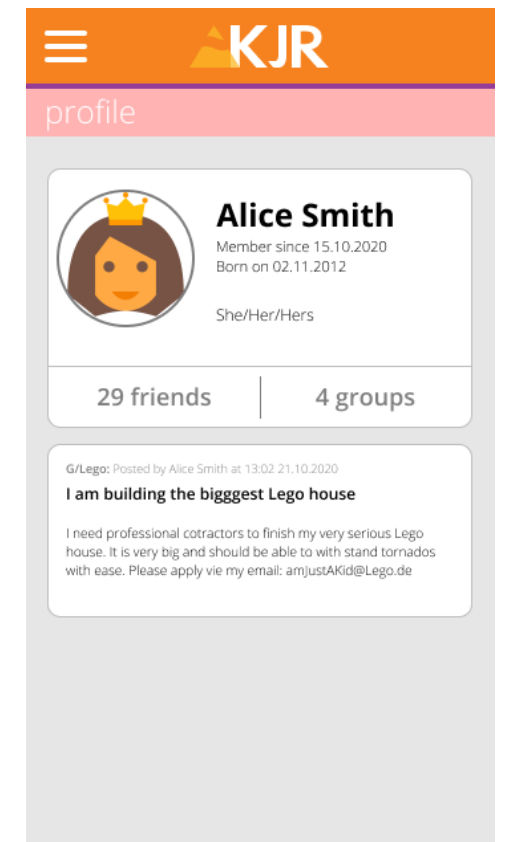 KJR
profile
Alice Smith
Member since 15.10.2020
Born on 02.11.2012
She/Her/Hers
29 friends
4 groups
G/Lego: Posted by Alice Smith at 13:02 21.10.2020
I am building the bigggest Lego house
I need professional cotractors to finish my very serious Lego
house. It is very big and should be able to with stand tornados
with ease. Please apply vie my email: amJustAKid@Lego.de